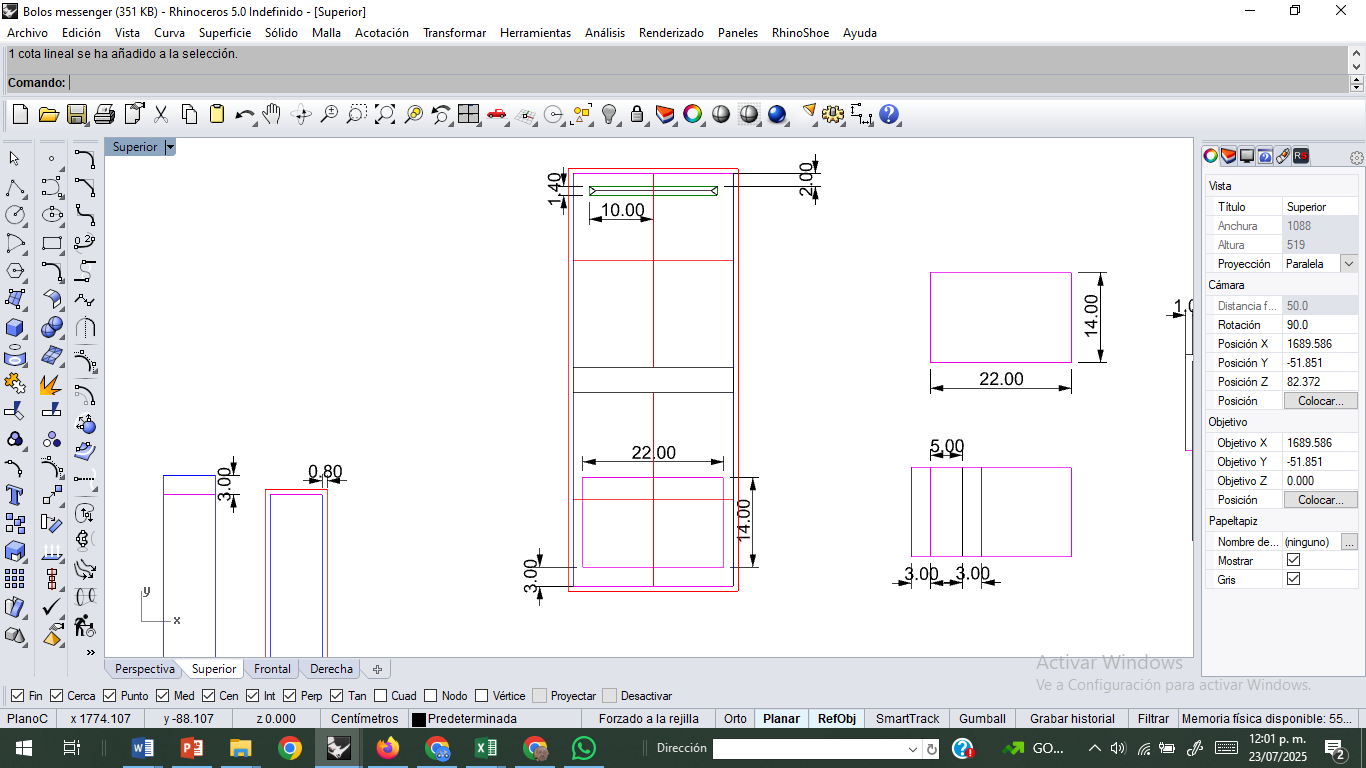 Bolos messenger (351 KB) - Rhinoceros 5.0 Indefinido - [Superior]
Archivo Edición Vista Curva Superficie Sólido Malla Acotación Transformar Herramientas Análisis Renderizado Paneles RhinoShoe Ayuda
1 cota lineal se ha añadido a la selección.
Comando:
Superior
1.40
10.00
2.00
14.00
22.00
1.0
3.00
0.80
22.00
14.00
3.00
5.00
3.00 3.00
y
x
Vista
Título Superior
Anchura 1088
Altura 519
Proyección Paralela
Cámara
Distancia f... 50.0
Rotación 90.0
Posición X 1689.586
Posición Y -51.851
Posición Z 82.372
Posición Colocar...
Objetivo
Objetivo X 1689.586
Objetivo Y -51.851
Objetivo Z 0.000
Posición Colocar...
Papeltapiz
Nombre de... (ninguno) ...
Mostrar
Gris
Activar Windows
Ve a Configuración para activar Windows.
Perspectiva Superior Frontal Derecha
Fin Cerca Punto Med Cen Int Perp Tan Cuad Nodo Vértice Proyectar Desactivar
PlanoC x 1774.107 y -88.107 z 0.000 Centímetros Predeterminada Forzado a la rejilla Orto Planar RefObj SmartTrack Gumball Grabar historial Filtrar Memoria física disponible: 55...
Dirección GO... 12:01 p. m.
23/07/2025 2